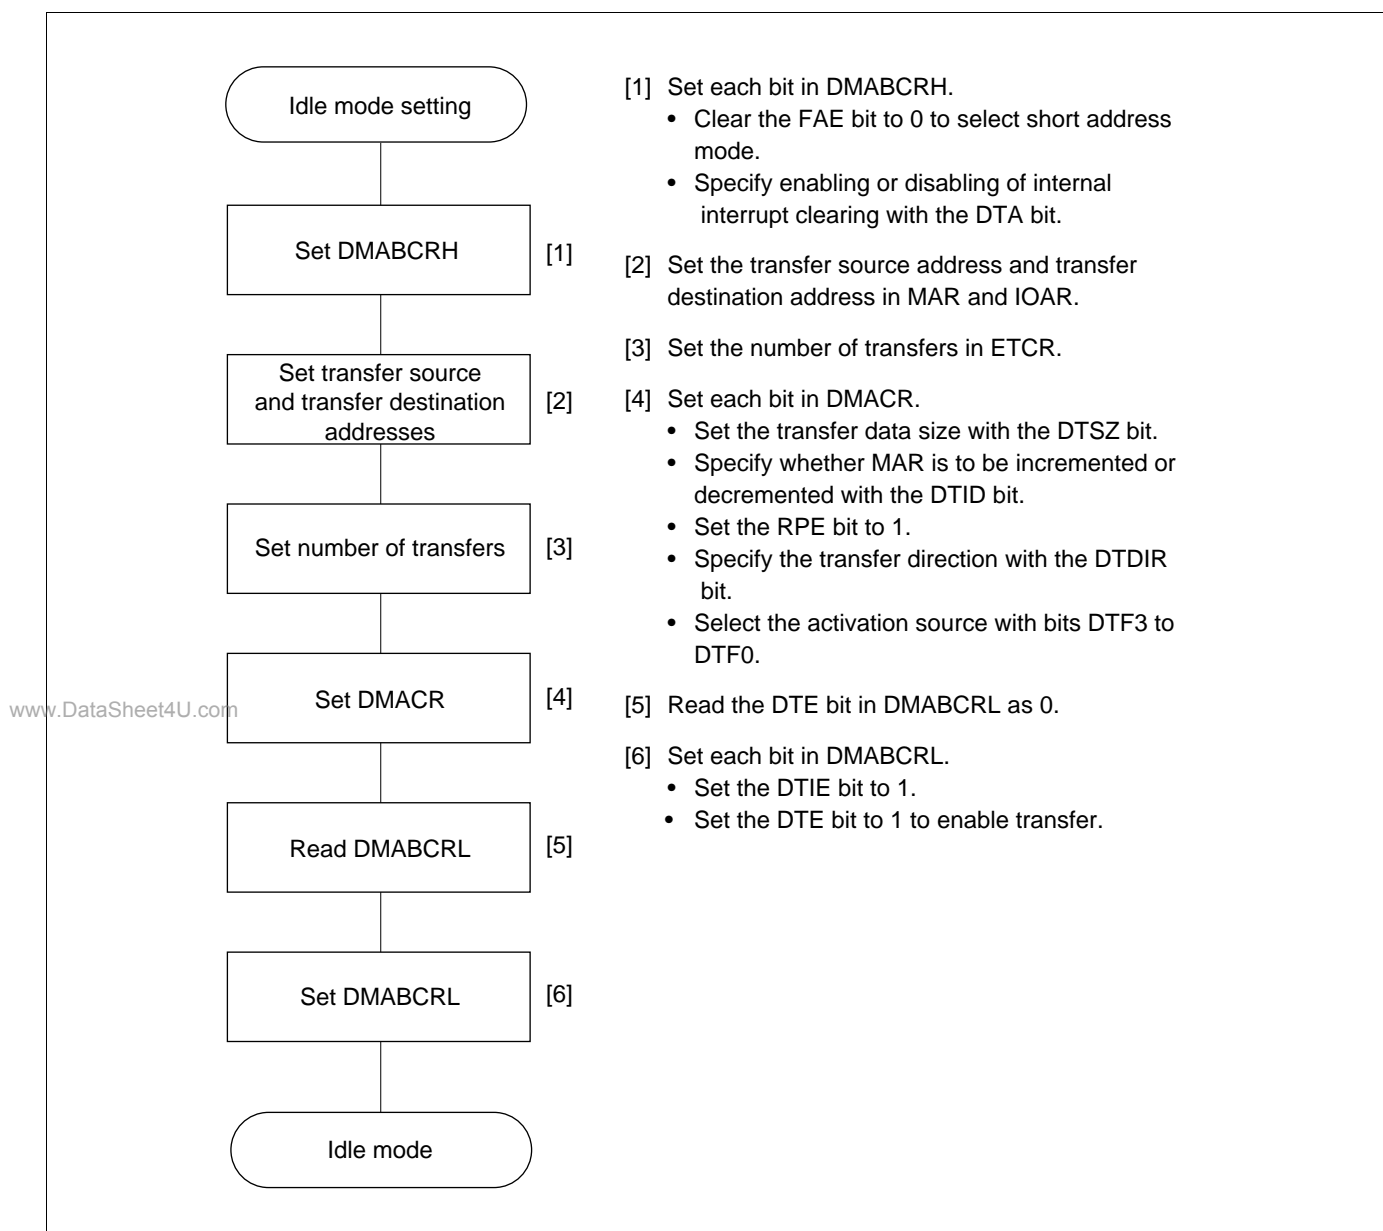 Idle mode setting
Set DMABCRH
[1]
Set transfer source
and transfer destination
addresses
[2]
Set number of transfers
[3]
Set DMACR
[4]
Read DMABCRL
[5]
Set DMABCRL
[6]
Idle mode
[1] Set each bit in DMABCRH.
• Clear the FAE bit to 0 to select short address
mode.
• Specify enabling or disabling of internal
interrupt clearing with the DTA bit.
[2] Set the transfer source address and transfer
destination address in MAR and IOAR.
[3] Set the number of transfers in ETCR.
[4] Set each bit in DMACR.
• Set the transfer data size with the DTSZ bit.
• Specify whether MAR is to be incremented or
decremented with the DTID bit.
• Set the RPE bit to 1.
• Specify the transfer direction with the DTDIR
bit.
• Select the activation source with bits DTF3 to
DTF0.
[5] Read the DTE bit in DMABCRL as 0.
[6] Set each bit in DMABCRL.
• Set the DTIE bit to 1.
• Set the DTE bit to 1 to enable transfer.
www.DataSheet4U.com